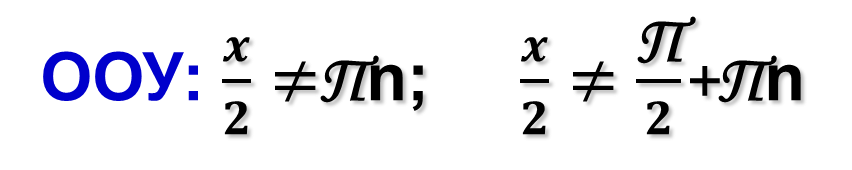 ООУ: x/2 ≠ πn; x/2 ≠ π/2+πn